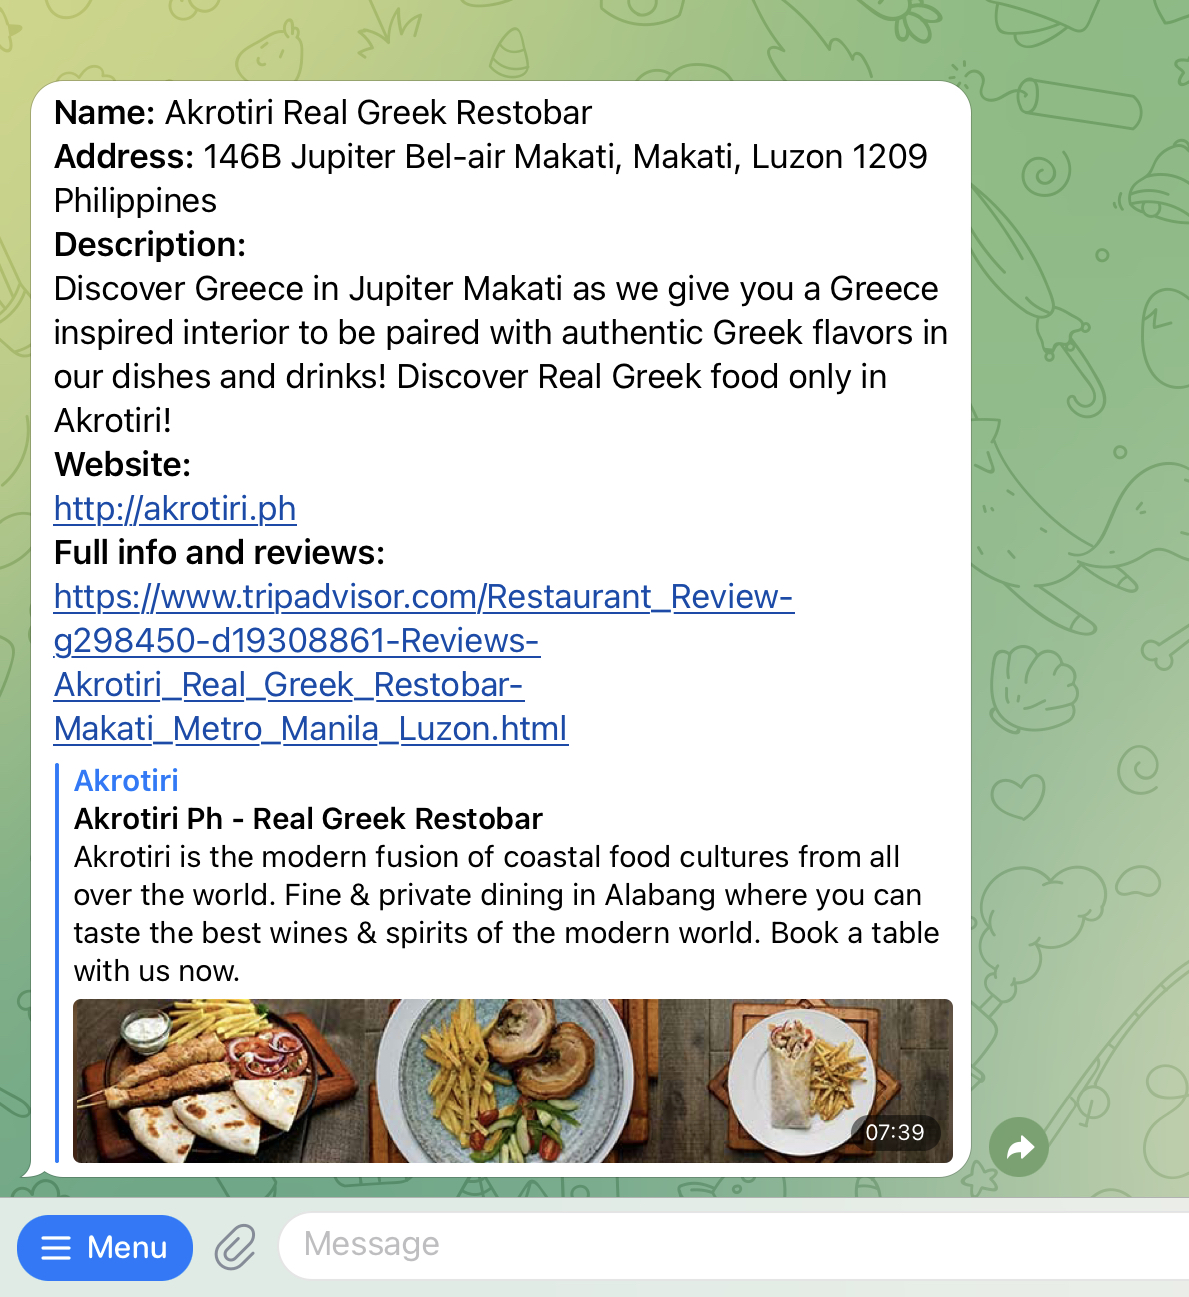 Name: Akrotiri Real Greek Restobar
Address: 146B Jupiter Bel-air Makati, Makati, Luzon 1209
Philippines
Description:
Discover Greece in Jupiter Makati as we give you a Greece
inspired interior to be paired with authentic Greek flavors in
our dishes and drinks! Discover Real Greek food only in
Akrotiri!
Website:
http://akrotiri.ph
Full info and reviews:
https://www.tripadvisor.com/Restaurant_Review-
g298450-d19308861-Reviews-
Akrotiri_Real_Greek_Restobar-
Makati_Metro_Manila_Luzon.html
Akrotiri
Akrotiri Ph - Real Greek Restobar
Akrotiri is the modern fusion of coastal food cultures from all
over the world. Fine & private dining in Alabang where you can
taste the best wines & spirits of the modern world. Book a table
with us now.
07:39
Menu
Message